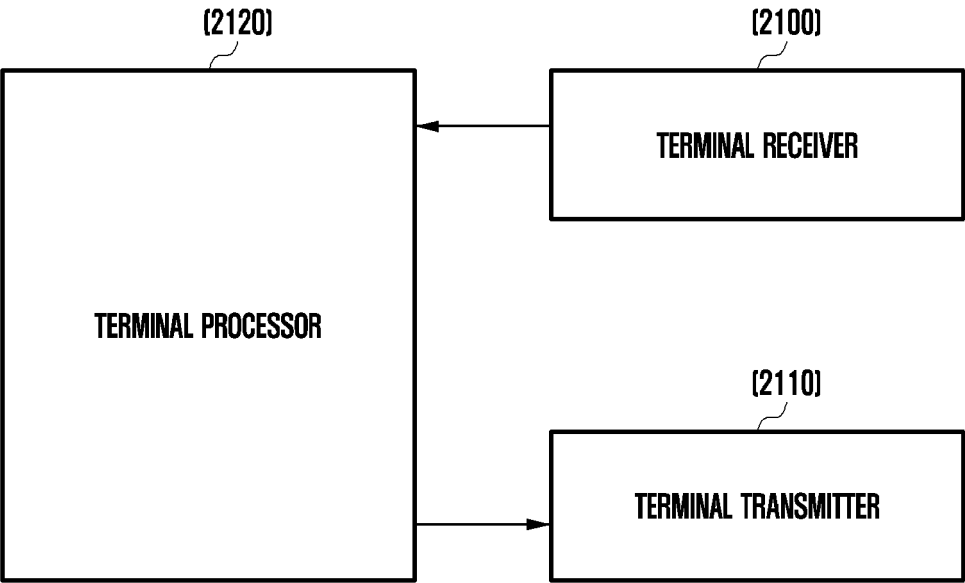 (2120)
(2100)
TERMINAL RECEIVER
TERMINAL PROCESSOR
(2110)
TERMINAL TRANSMITTER